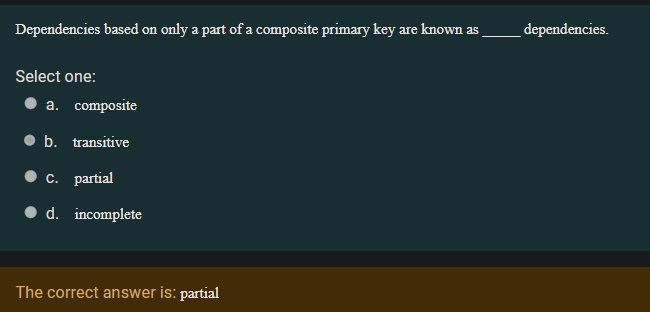 Dependencies based on only a part of a composite primary key are known as _____ dependencies.
Select one:
a. composite
b. transitive
c. partial
d. incomplete
The correct answer is: partial